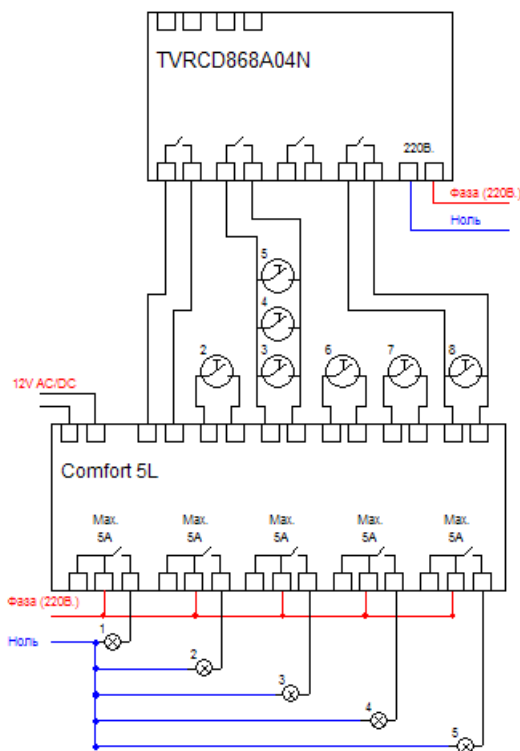 TVRCD868A04N
220В.
Фаза (220В.)
Ноль
5
4
2
3
6
7
8
12V AC/DC
Comfort 5L
Max. 5A
Max. 5A
Max. 5A
Max. 5A
Max. 5A
Фаза (220В.)
Ноль
1
2
3
4
5